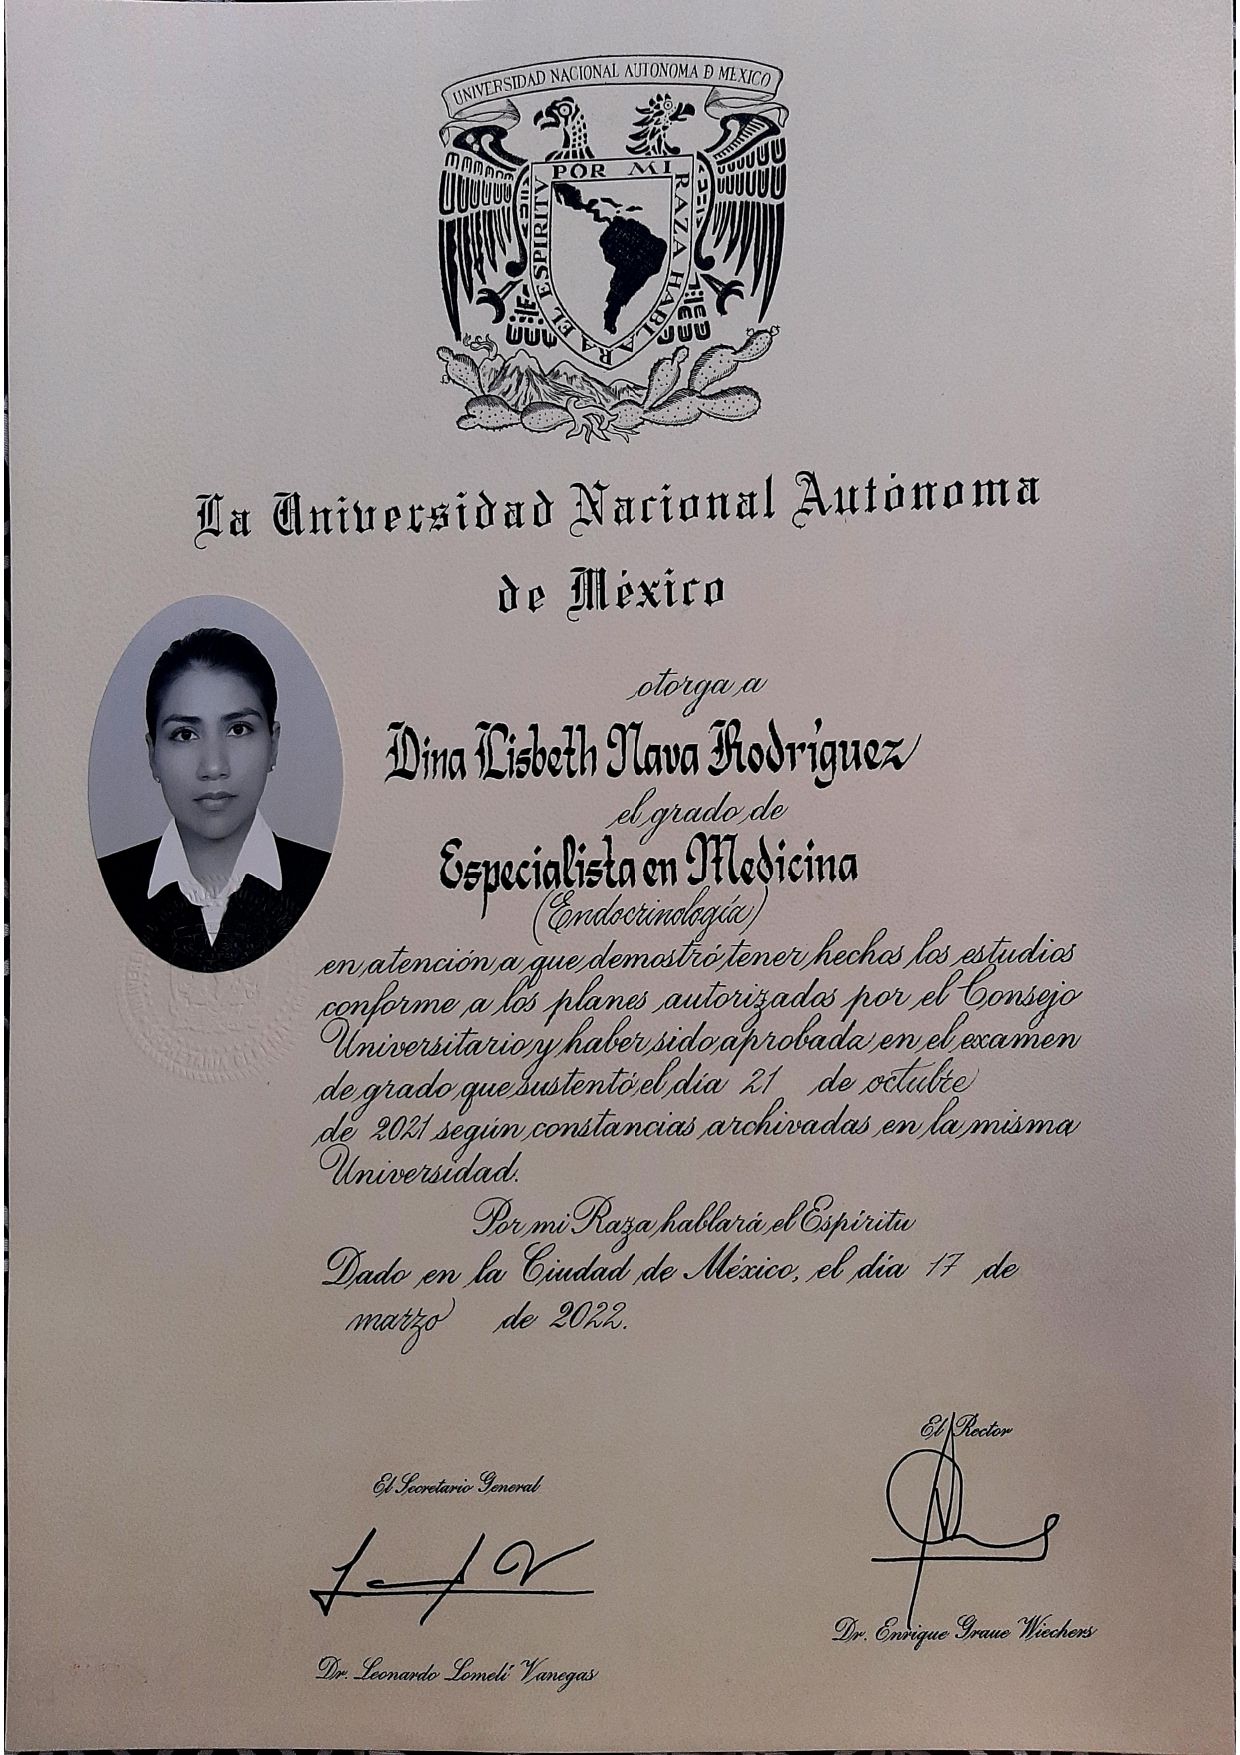 UNIVERSIDAD NACIONAL AUTONOMA D MEXICO
POR MI RAZA HABLARA EL ESPIRITV
La Universidad Nacional Autónoma
de México
otorga a
Dina Lisbeth Nava Rodríguez
el grado de
Especialista en Medicina
(Endocrinología)
en atención a que demostró tener hechos los estudios
conforme a los planes autorizados por el Consejo
Universitario y haber sido aprobada en el examen
de grado que sustentó el día 21 de octubre
de 2021 según constancias archivadas en la misma
Universidad.
Por mi Raza hablará el Espíritu
Dado en la Ciudad de México, el día 17 de
marzo de 2022.
El Rector
El Secretario General
Dr. Enrique Graue Wiechers
Dr. Leonardo Lomelí Vanegas